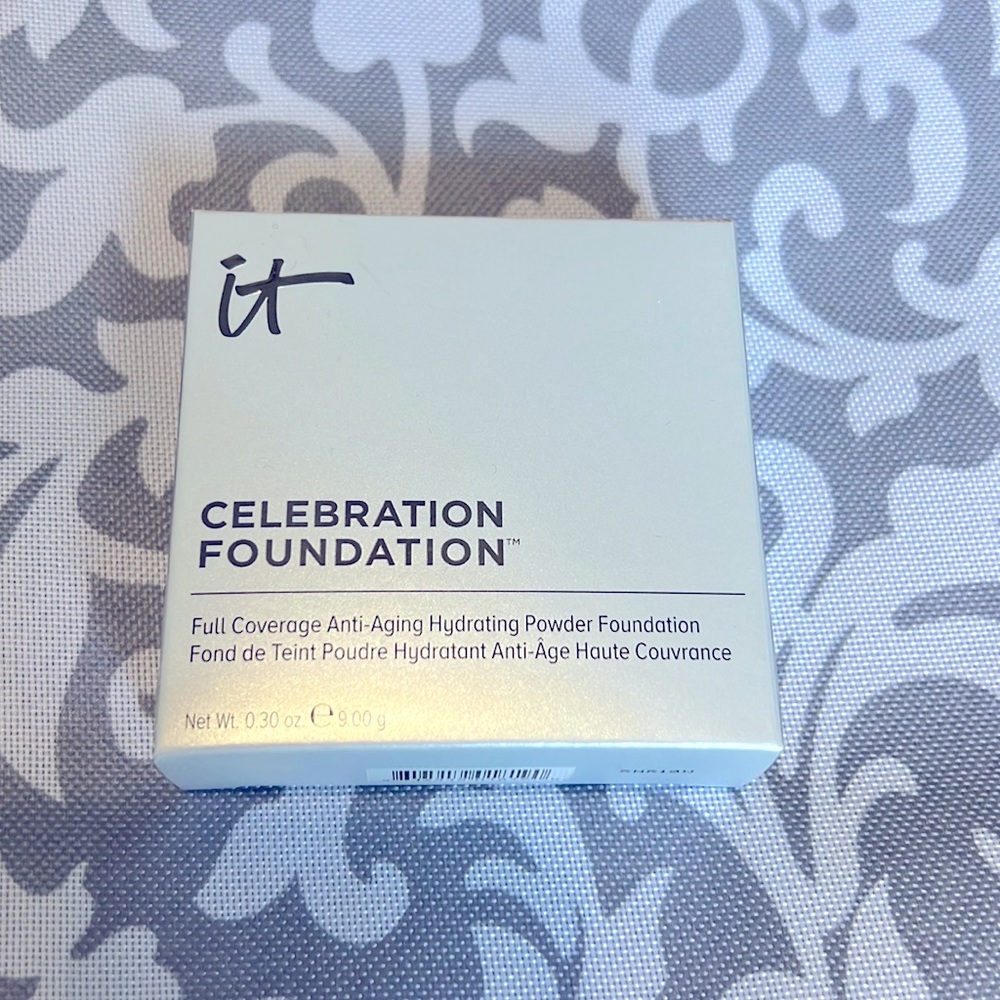 it
CELEBRATION
FOUNDATION™
Full Coverage Anti-Aging Hydrating Powder Foundation
Fond de Teint Poudre Hydratant Anti-Âge Haute Couvrance
Net Wt. 0.30 oz. ℮ 9.00 g